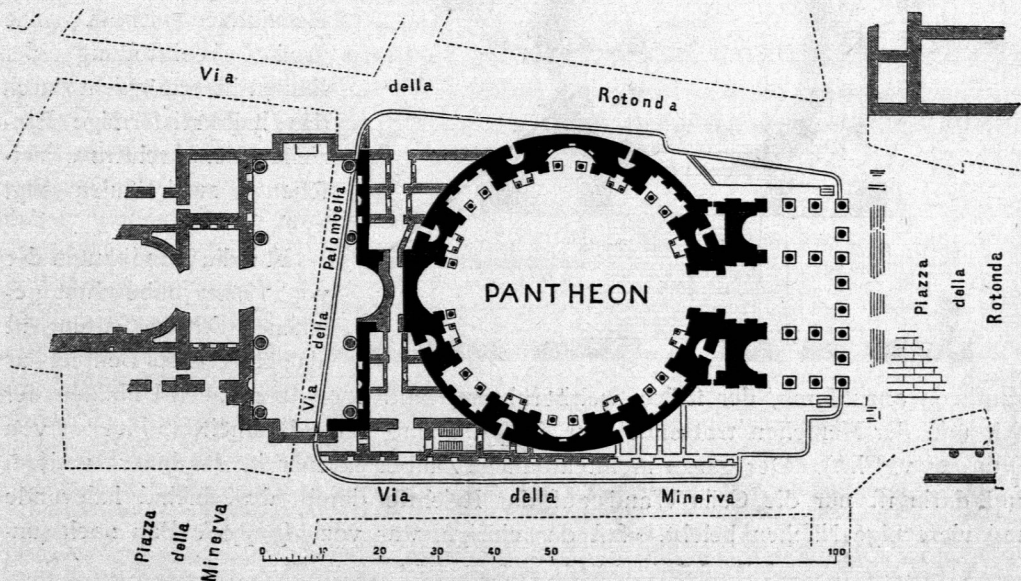 Via della Rotonda
Via della Palombella
PANTHEON
Piazza
della
Rotonda
Via della Minerva
Piazza
della
Minerva
0 10 20 30 40 50 100